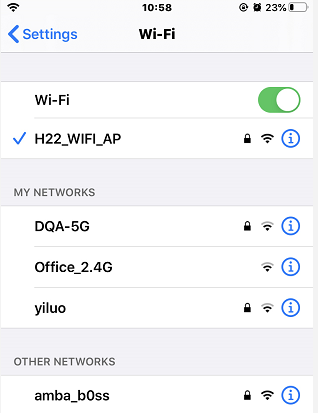 10:58
23%
Settings
Wi-Fi
Wi-Fi
H22_WIFI_AP
MY NETWORKS
DQA-5G
Office_2.4G
yiluo
OTHER NETWORKS
amba_b0ss